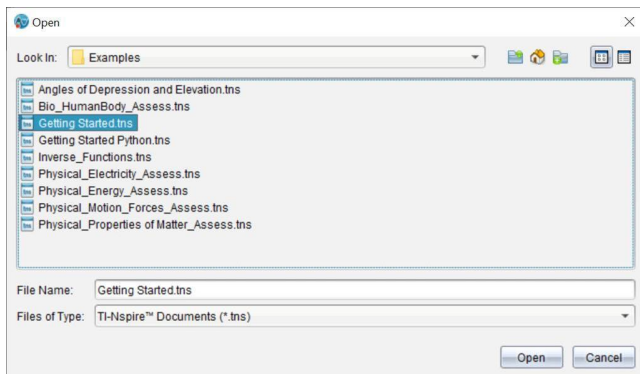 Open
Look In: Examples
Angles of Depression and Elevation.tns
Bio_HumanBody_Assess.tns
Getting Started.tns
Getting Started Python.tns
Inverse_Functions.tns
Physical_Electricity_Assess.tns
Physical_Energy_Assess.tns
Physical_Motion_Forces_Assess.tns
Physical_Properties of Matter_Assess.tns
File Name: Getting Started.tns
Files of Type: TI-Nspire™ Documents (*.tns)
Open Cancel